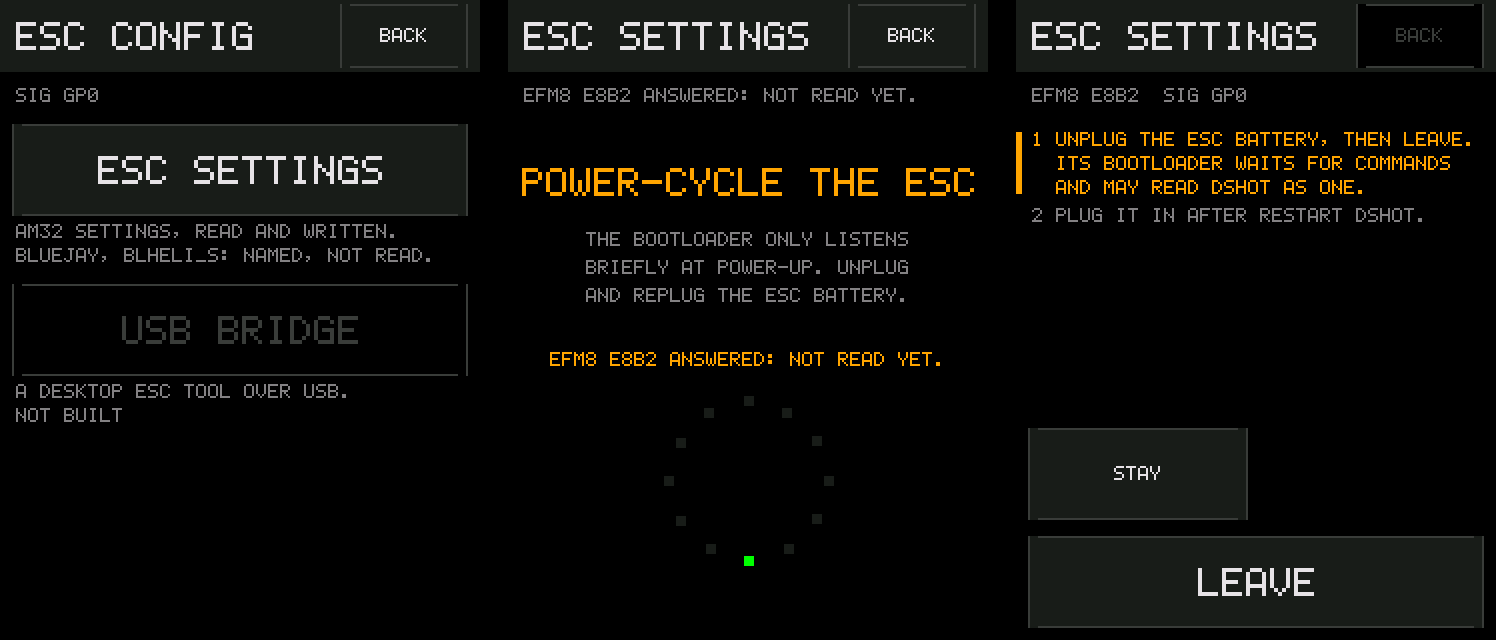 ESC CONFIG
BACK
SIG GP0
ESC SETTINGS
AM32 SETTINGS, READ AND WRITTEN.
BLUEJAY, BLHELI_S: NAMED, NOT READ.
USB BRIDGE
A DESKTOP ESC TOOL OVER USB.
NOT BUILT
ESC SETTINGS
BACK
EFM8 E8B2 ANSWERED: NOT READ YET.
POWER-CYCLE THE ESC
THE BOOTLOADER ONLY LISTENS
BRIEFLY AT POWER-UP. UNPLUG
AND REPLUG THE ESC BATTERY.
EFM8 E8B2 ANSWERED: NOT READ YET.
ESC SETTINGS
BACK
EFM8 E8B2  SIG GP0
1 UNPLUG THE ESC BATTERY, THEN LEAVE.
ITS BOOTLOADER WAITS FOR COMMANDS
AND MAY READ DSHOT AS ONE.
2 PLUG IT IN AFTER RESTART DSHOT.
STAY
LEAVE